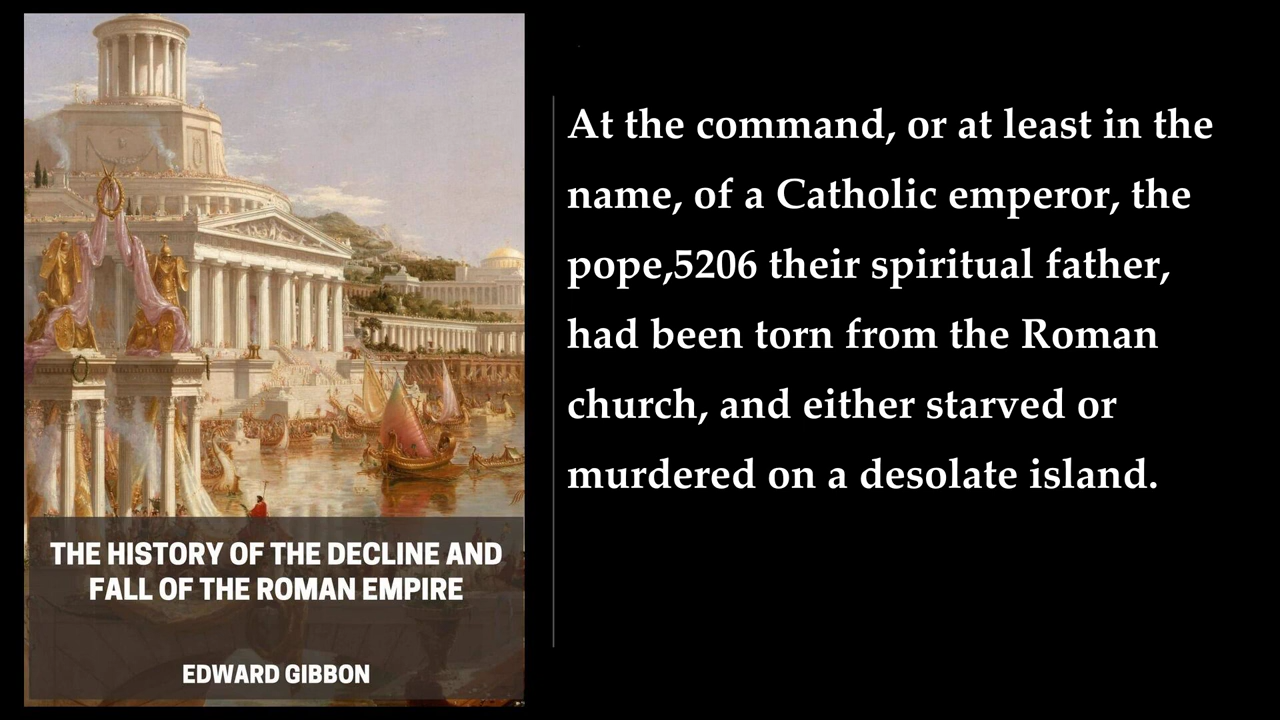 At the command, or at least in the
name, of a Catholic emperor, the
pope,5206 their spiritual father,
had been torn from the Roman
church, and either starved or
murdered on a desolate island.
THE HISTORY OF THE DECLINE AND
FALL OF THE ROMAN EMPIRE
EDWARD GIBBON